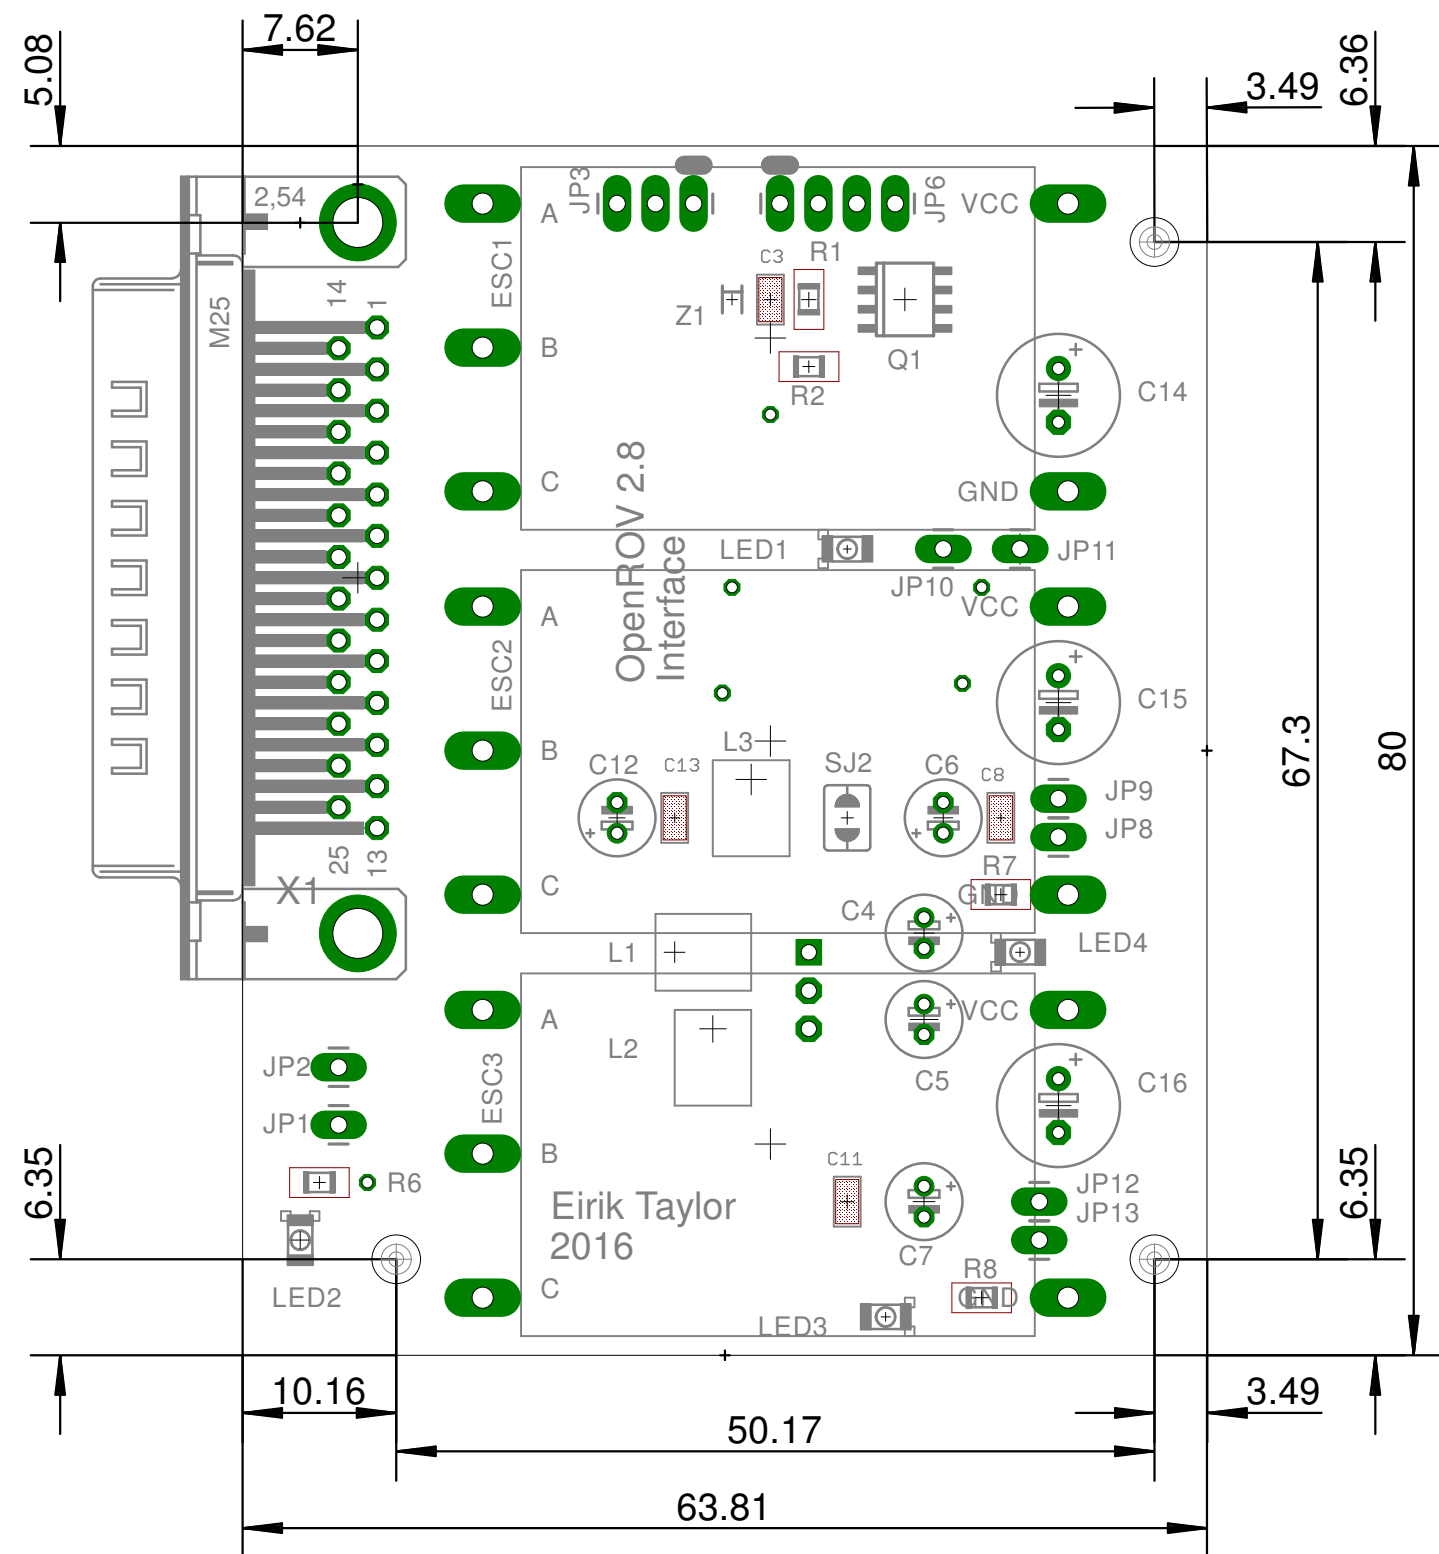 7.62
5.08
3.49
6.36
2,54
JP3
JP6
A
VCC
ESC1
14
1
M25
C3
R1
Z1
Q1
R2
B
C14
C
GND
OpenROV 2.8
Interface
LED1
JP10
JP11
A
VCC
ESC2
C15
B
L3
C12
C13
SJ2
C6
C8
JP9
JP8
67.3
80
25
13
X1
R7
C
GND
C4
LED4
L1
A
VCC
L2
C5
ESC3
C16
JP2
JP1
B
C11
R6
6.35
6.35
Eirik Taylor
2016
C7
JP12
JP13
R8
C
GND
LED2
LED3
10.16
3.49
50.17
63.81